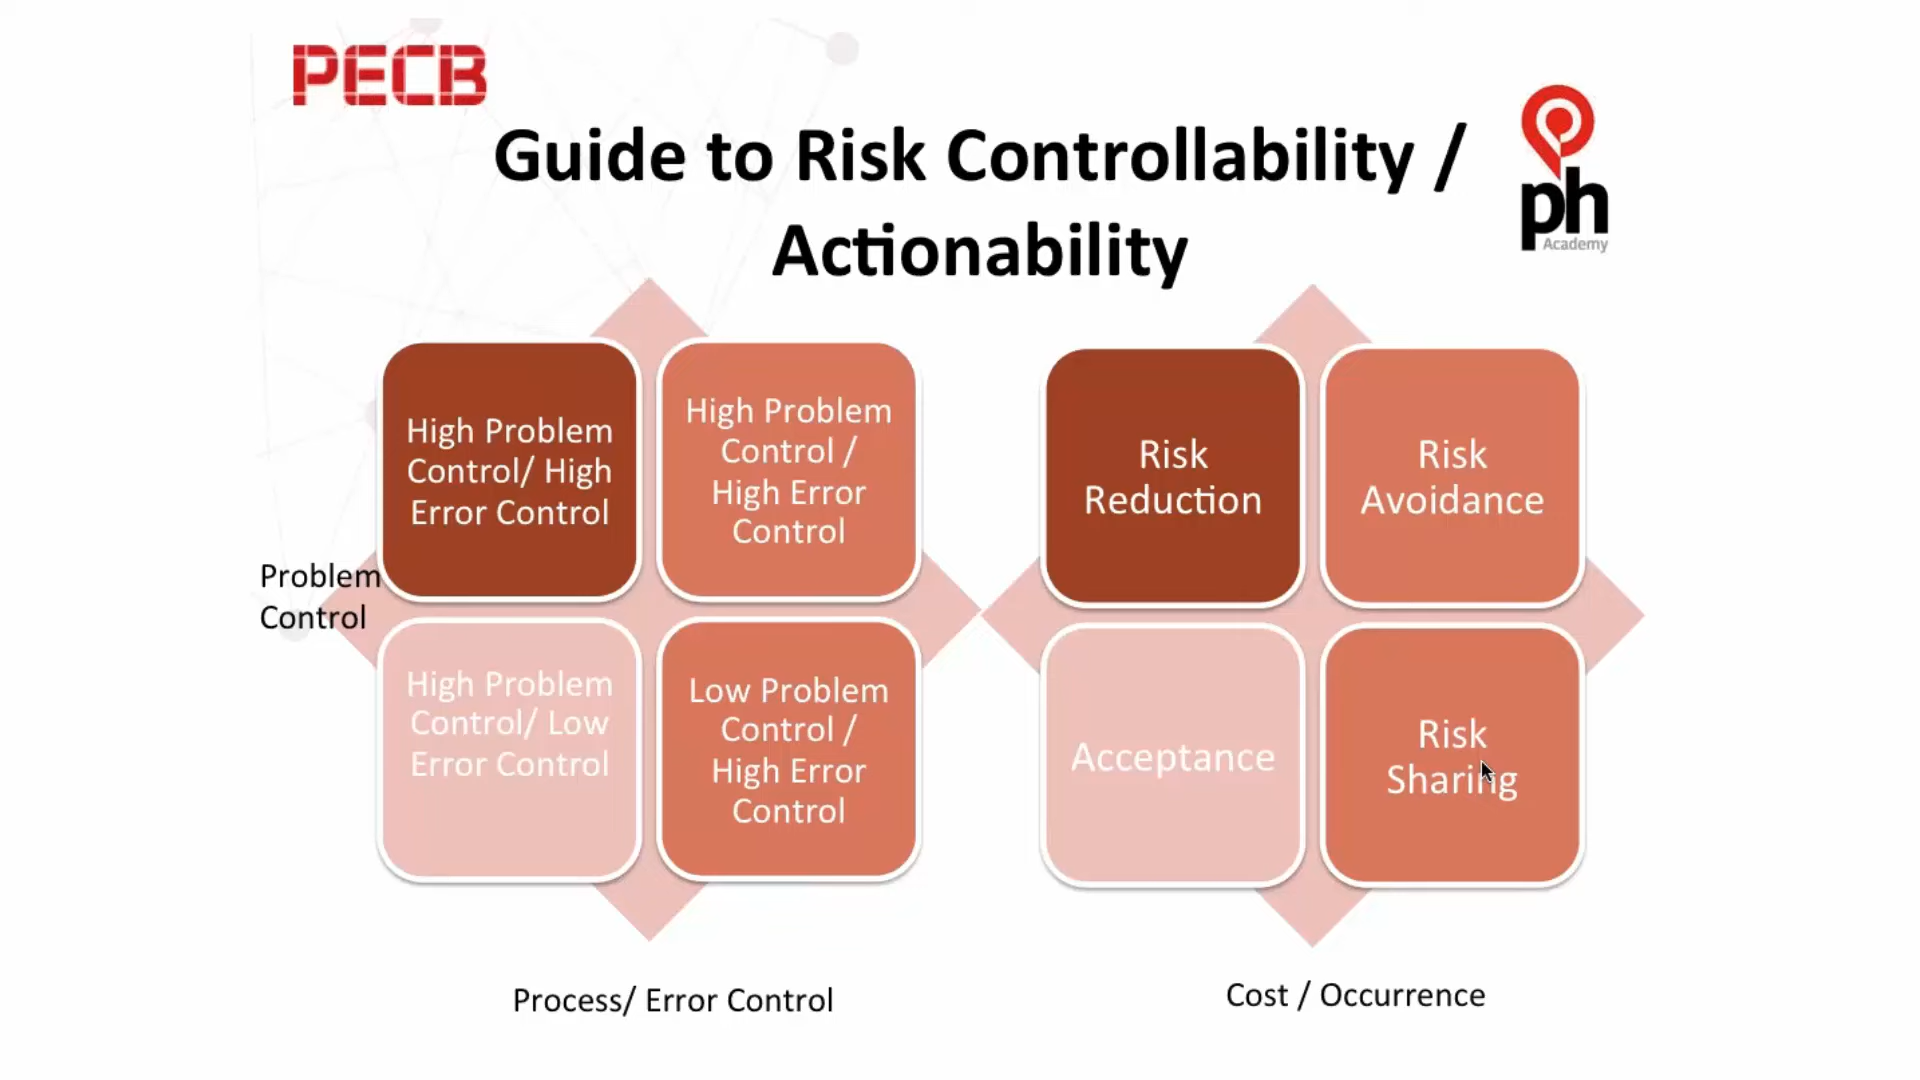 PECB
Guide to Risk Controllability /
Actionability
ph
Academy
High Problem
Control/ High
Error Control
High Problem
Control /
High Error
Control
Problem
Control
High Problem
Control/ Low
Error Control
Low Problem
Control /
High Error
Control
Process/ Error Control
Risk
Reduction
Risk
Avoidance
Acceptance
Risk
Sharing
Cost / Occurrence